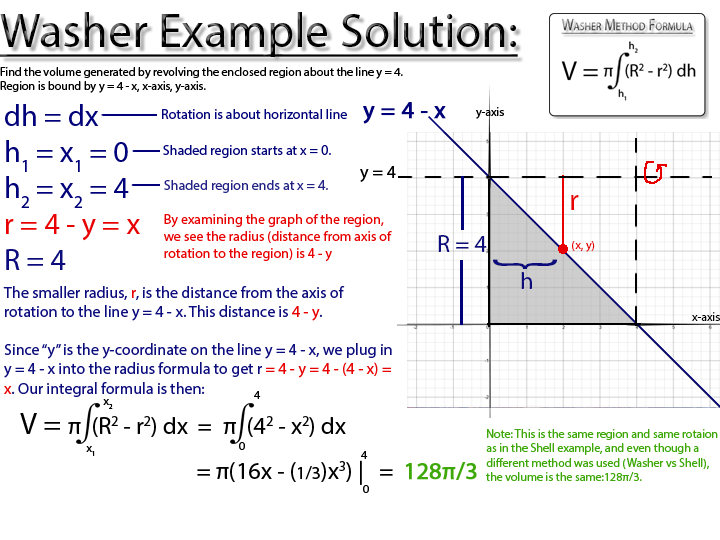 Washer Example Solution:
WASHER METHOD FORMULA
h₂
V = π∫(R² - r²) dh
h₁
Find the volume generated by revolving the enclosed region about the line y = 4.
Region is bound by y = 4 - x, x-axis, y-axis.
dh = dx
Rotation is about horizontal line
h₁ = x₁ = 0
Shaded region starts at x = 0.
h₂ = x₂ = 4
Shaded region ends at x = 4.
r = 4 - y = x
By examining the graph of the region,
we see the radius (distance from axis of
rotation to the region) is 4 - y
R = 4
y = 4 - x
y-axis
y = 4
r
R = 4
(x, y)
h
x-axis
The smaller radius, r, is the distance from the axis of
rotation to the line y = 4 - x. This distance is 4 - y.
Since “y” is the y-coordinate on the line y = 4 - x, we plug in
y = 4 - x into the radius formula to get r = 4 - y = 4 - (4 - x) =
x. Our integral formula is then:
x₂ 4
V = π∫(R² - r²) dx = π∫(4² - x²) dx
x₁ 0
4
= π(16x - (1/3)x³) | = 128π/3
0
Note: This is the same region and same rotaion
as in the Shell example, and even though a
different method was used (Washer vs Shell),
the volume is the same:128π/3.